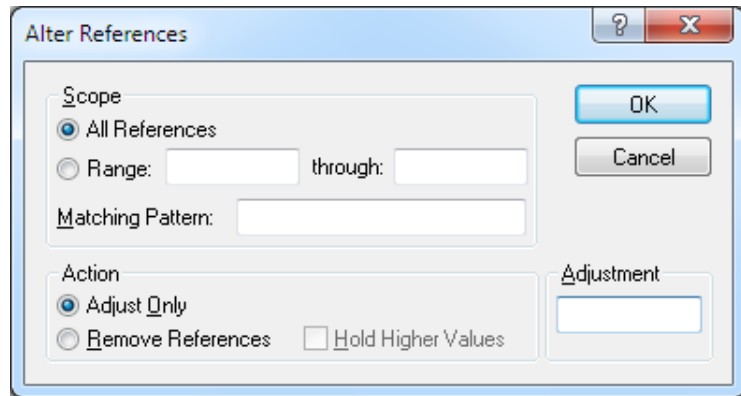 Alter References
?
X
Scope
All References
Range:
through:
Matching Pattern:
OK
Cancel
Action
Adjust Only
Remove References
Hold Higher Values
Adjustment